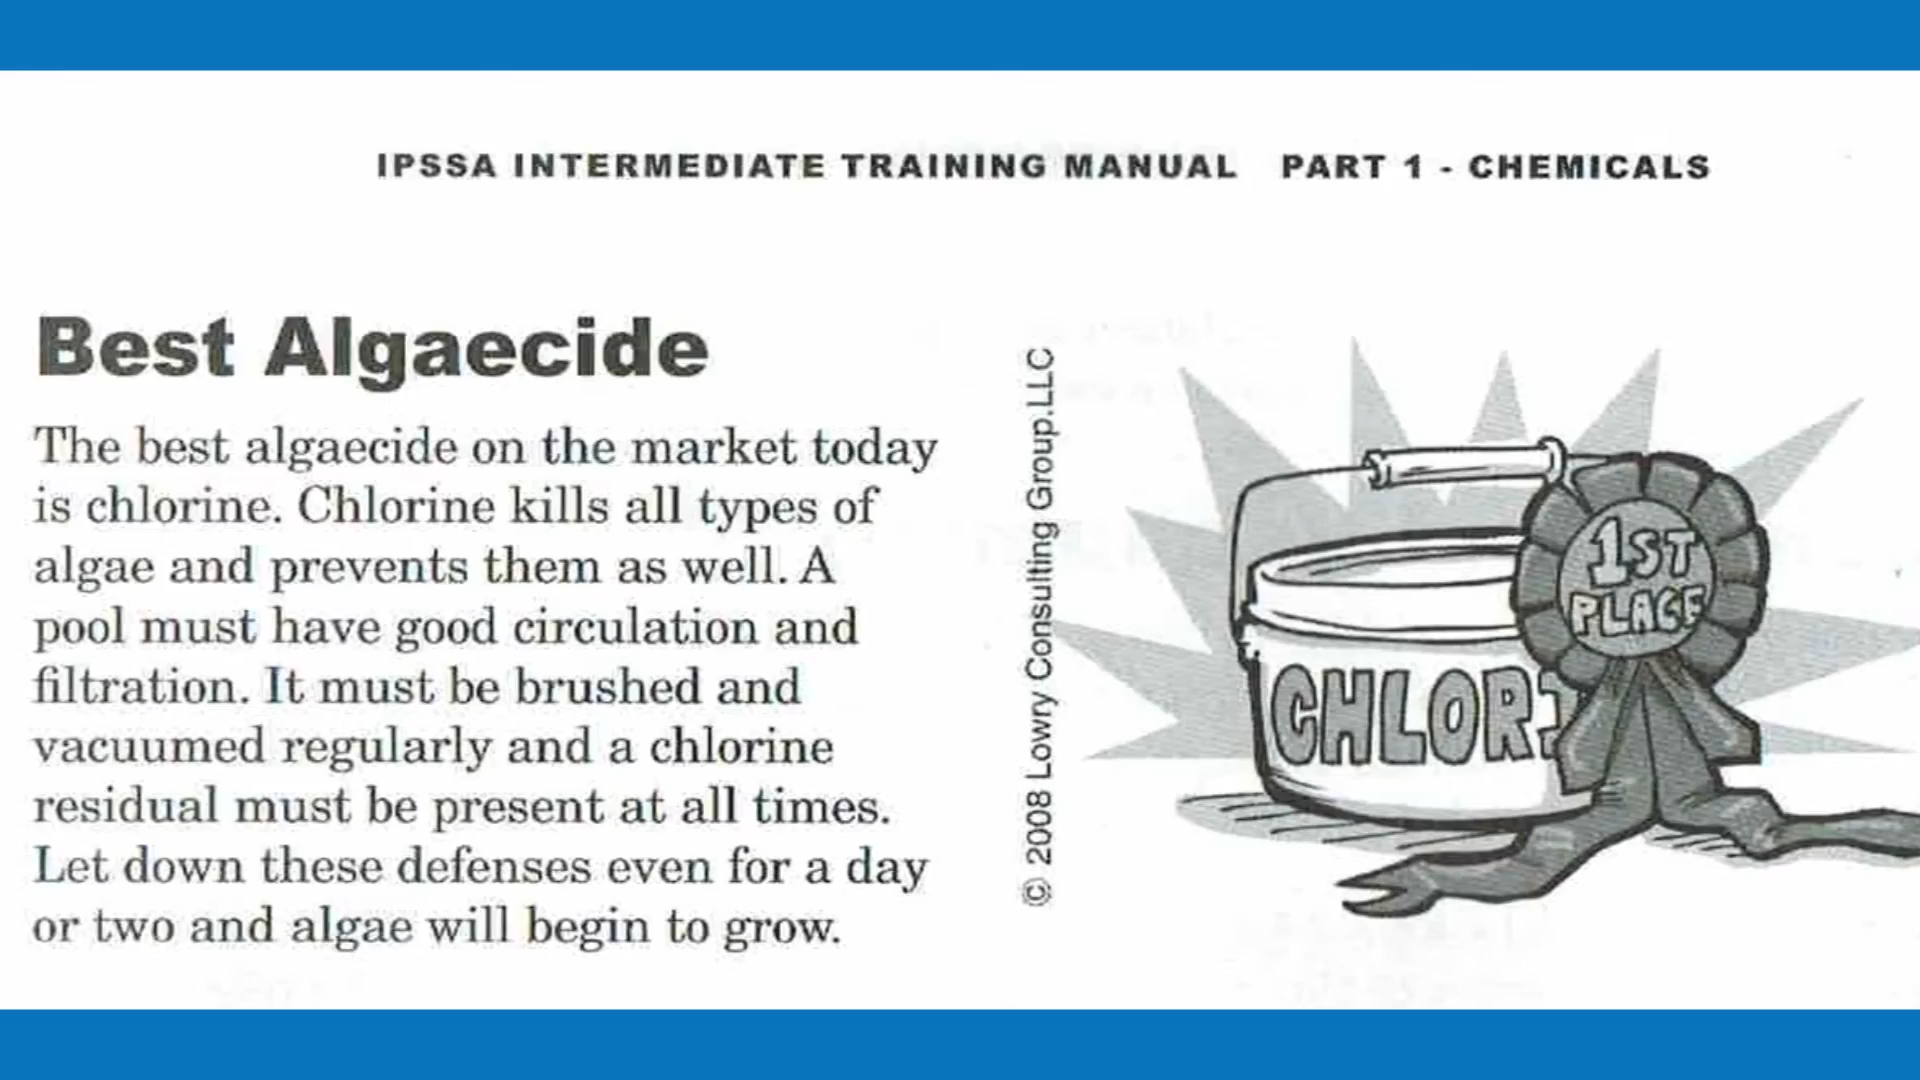 IPSSA INTERMEDIATE TRAINING MANUAL PART 1 - CHEMICALS
Best Algaecide
The best algaecide on the market today
is chlorine. Chlorine kills all types of
algae and prevents them as well. A
pool must have good circulation and
filtration. It must be brushed and
vacuumed regularly and a chlorine
residual must be present at all times.
Let down these defenses even for a day
or two and algae will begin to grow.
© 2008 Lowry Consulting Group.LLC
1ST
PLACE
CHLORI